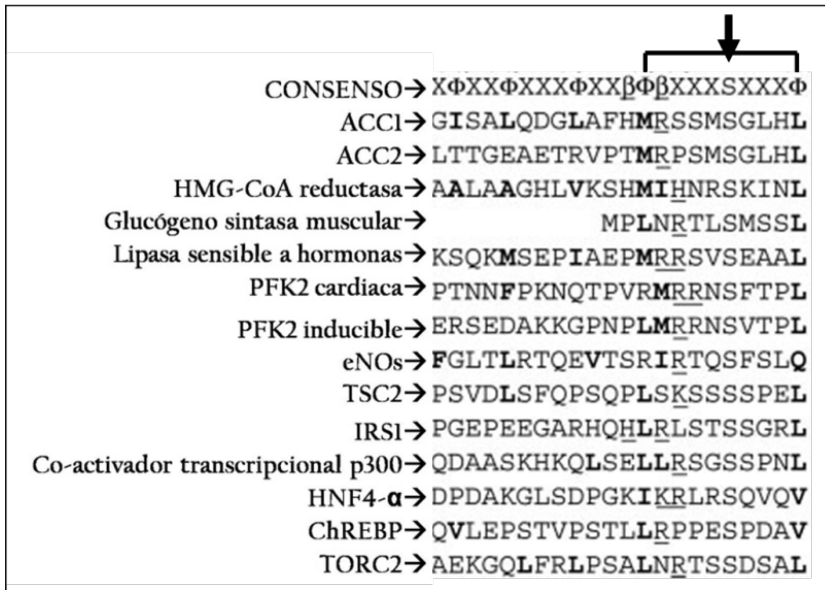 CONSENSO→ XΦXXΦXXXΦXXβΦβXXXSXXXΦ
ACC1→ GISALQDGLAFHMRSSMSGLHL
ACC2→ LTTGEAETRVPTMRPSMSGLHL
HMG-CoA reductasa→ AALAAGHLVKSHMIHNRSKINL
Glucógeno sintasa muscular→ MPLNRTLSMSSL
Lipasa sensible a hormonas→ KSQKMSEPIAEPMRRSVSEAAL
PFK2 cardiaca→ PTNNFPKNQTPVRMRRNSFTPL
PFK2 inducible→ ERSEDAKKGPNPLMRRNSVTPL
eNOs→ FGLTLRTQEVTSRIRTQSFSLQ
TSC2→ PSVDLSFQPSQPLSKSSSSPEL
IRS1→ PGEPEEGARHQHLRLSTSSGRL
Co-activador transcripcional p300→ QDAASKHKQLSELLRSGSSPNL
HNF4-α→ DPDAKGLSDPGKIKRLRSQVQV
ChREBP→ QVLEPSTVPSTLLRPPESPDAV
TORC2→ AEKGQLFRLPSALNRTSSDSAL